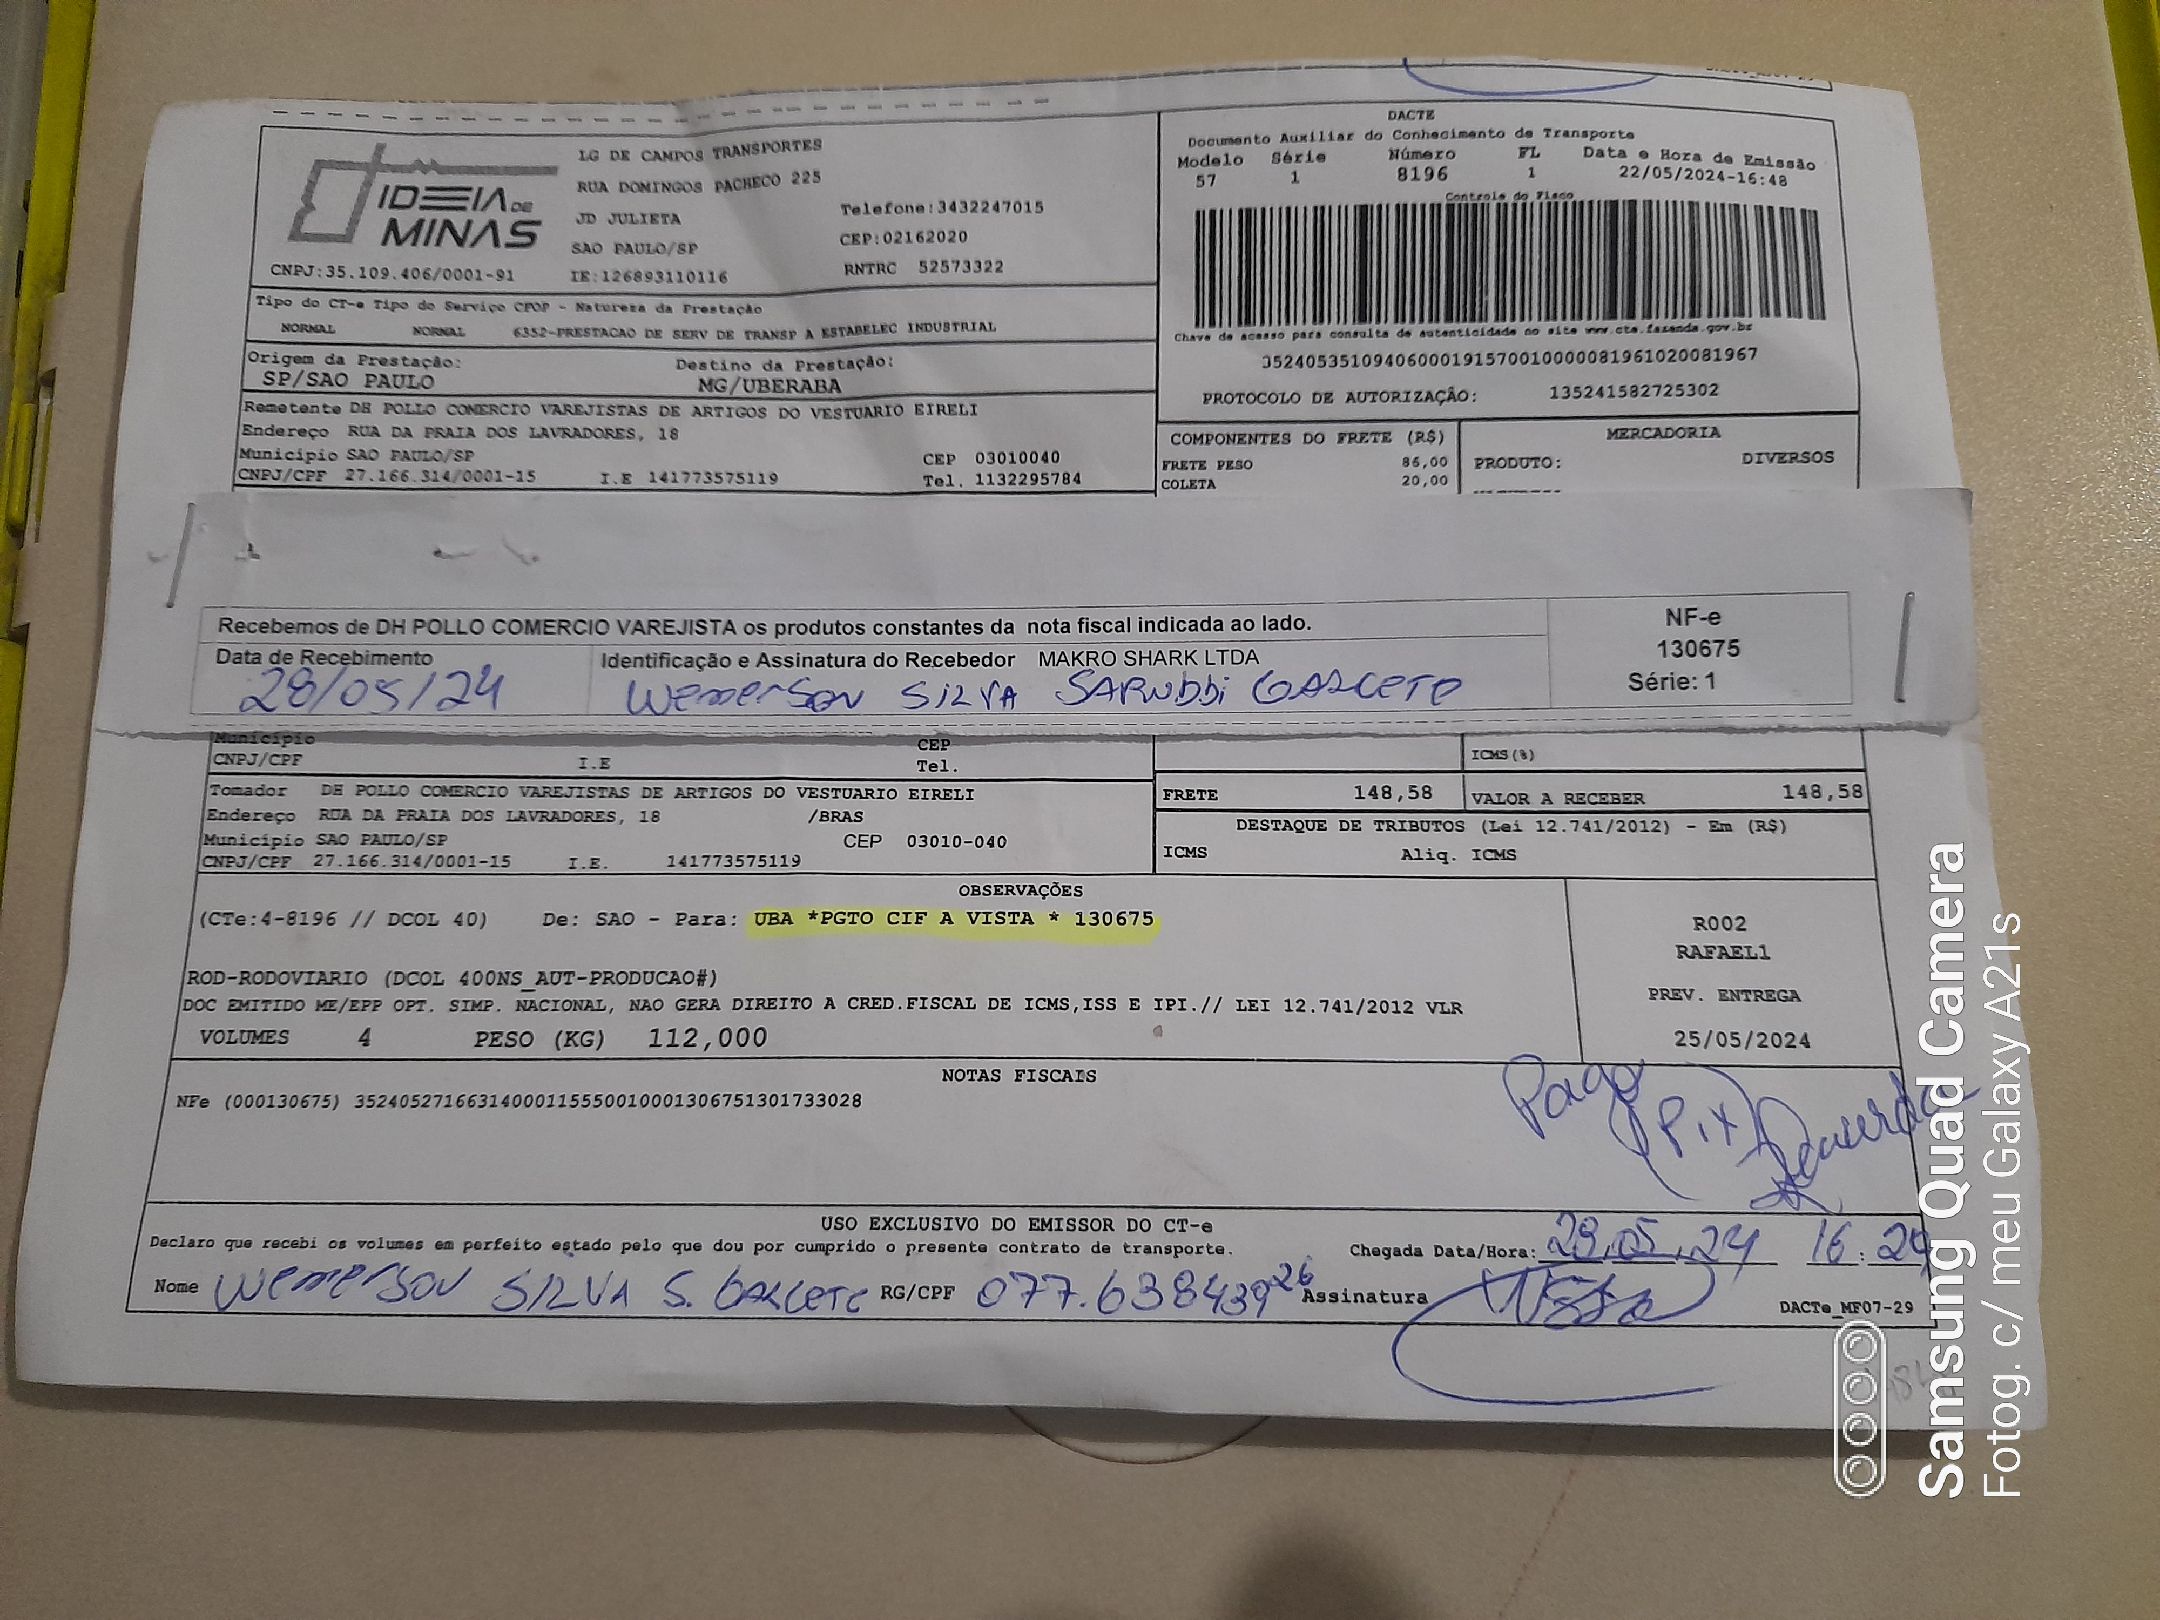 DACTE
Documento Auxiliar do Conhecimento de Transporte
Modelo Série Número FL Data e Hora de Emissão
57 1 8196 1 22/05/2024-16:48
Controle do Fisco
IDEIA DE MINAS
LG DE CAMPOS TRANSPORTES
RUA DOMINGOS PACHECO 225
JD JULIETA
SAO PAULO/SP
Telefone:3432247015
CEP:02162020
CNPJ:35.109.406/0001-91 IE:126893110116 RNTRC 52573322
Tipo do CT-e Tipo do Serviço CFOP - Natureza da Prestação
NORMAL NORMAL 6352-PRESTACAO DE SERV DE TRANSP A ESTABELEC INDUSTRIAL
Chave de acesso para consulta de autenticidade no site www.cte.fazenda.gov.br
35240535109406000191570010000081961020081967
PROTOCOLO DE AUTORIZAÇÃO: 135241582725302
Origem da Prestação: Destino da Prestação:
SP/SAO PAULO MG/UBERABA
Remetente DH POLLO COMERCIO VAREJISTAS DE ARTIGOS DO VESTUARIO EIRELI
Endereço RUA DA PRAIA DOS LAVRADORES, 18
Município SAO PAULO/SP CEP 03010040
CNPJ/CPF 27.166.314/0001-15 I.E 141773575119 Tel. 1132295784
COMPONENTES DO FRETE (R$)
FRETE PESO 86,00
COLETA 20,00
MERCADORIA
PRODUTO: DIVERSOS
Recebemos de DH POLLO COMERCIO VAREJISTA os produtos constantes da nota fiscal indicada ao lado.
Data de Recebimento Identificação e Assinatura do Recebedor MAKRO SHARK LTDA
28/05/24 Wemerson SILVA SARUBBI GARCETE
NF-e
130675
Série: 1
Município CEP
CNPJ/CPF I.E Tel.
ICMS(%)
Tomador DH POLLO COMERCIO VAREJISTAS DE ARTIGOS DO VESTUARIO EIRELI
Endereço RUA DA PRAIA DOS LAVRADORES, 18 /BRAS
Município SAO PAULO/SP CEP 03010-040
CNPJ/CPF 27.166.314/0001-15 I.E. 141773575119
FRETE 148,58 VALOR A RECEBER 148,58
DESTAQUE DE TRIBUTOS (Lei 12.741/2012) - Em (R$)
ICMS Aliq. ICMS
OBSERVAÇÕES
(CTe:4-8196 // DCOL 40) De: SAO - Para: UBA *PGTO CIF A VISTA * 130675
ROD-RODOVIARIO (DCOL 400NS_AUT-PRODUCAO#)
DOC EMITIDO ME/EPP OPT. SIMP. NACIONAL, NAO GERA DIREITO A CRED.FISCAL DE ICMS,ISS E IPI.// LEI 12.741/2012 VLR
VOLUMES 4 PESO (KG) 112,000
R002
RAFAEL1
PREV. ENTREGA
25/05/2024
NOTAS FISCAIS
NFe (000130675) 35240527166314000115550010001306751301733028
Pago
PIX
USO EXCLUSIVO DO EMISSOR DO CT-e
Declaro que recebi os volumes em perfeito estado pelo que dou por cumprido o presente contrato de transporte.
Chegada Data/Hora: 28.05.24 16:29
Nome Wemerson SILVA S. GARCETE RG/CPF 077.638439 26 Assinatura
DACTe_MF07-29
Samsung Quad Camera
Fotog. c/ meu Galaxy A21s